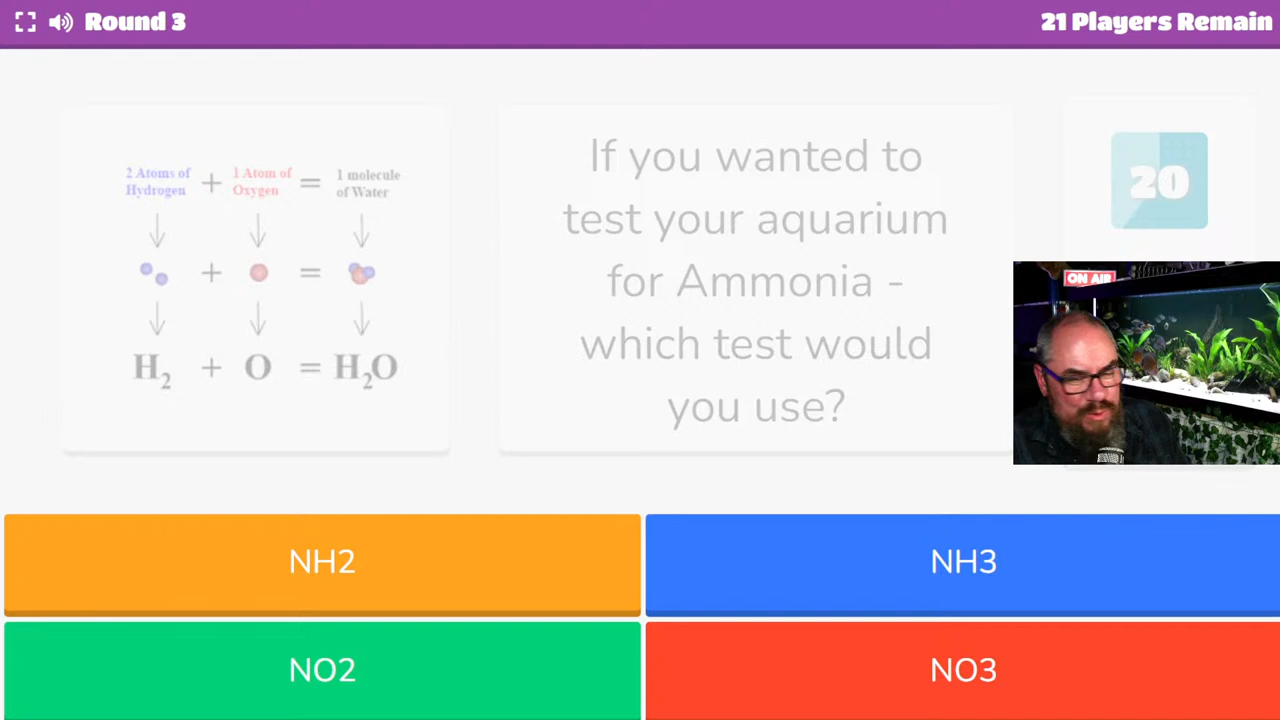 Round 3
21 Players Remain
2 Atoms of Hydrogen + 1 Atom of Oxygen = 1 molecule of Water
+ =
H₂ + O = H₂O
If you wanted to
test your aquarium
for Ammonia -
which test would
you use?
20
ON AIR
NH2
NH3
NO2
NO3